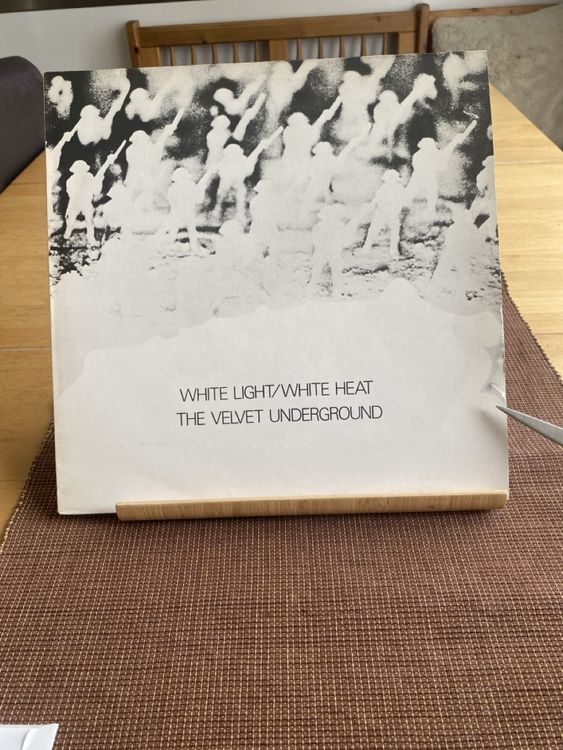 WHITE LIGHT/WHITE HEAT
THE VELVET UNDERGROUND